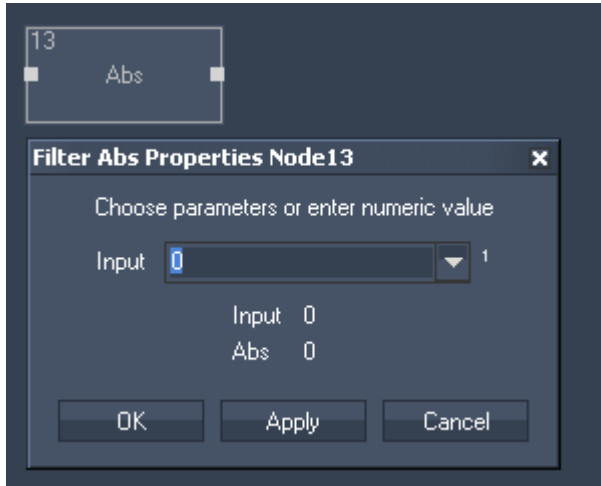 13
Abs
Filter Abs Properties Node13
Choose parameters or enter numeric value
Input 0 1
Input 0
Abs 0
OK Apply Cancel